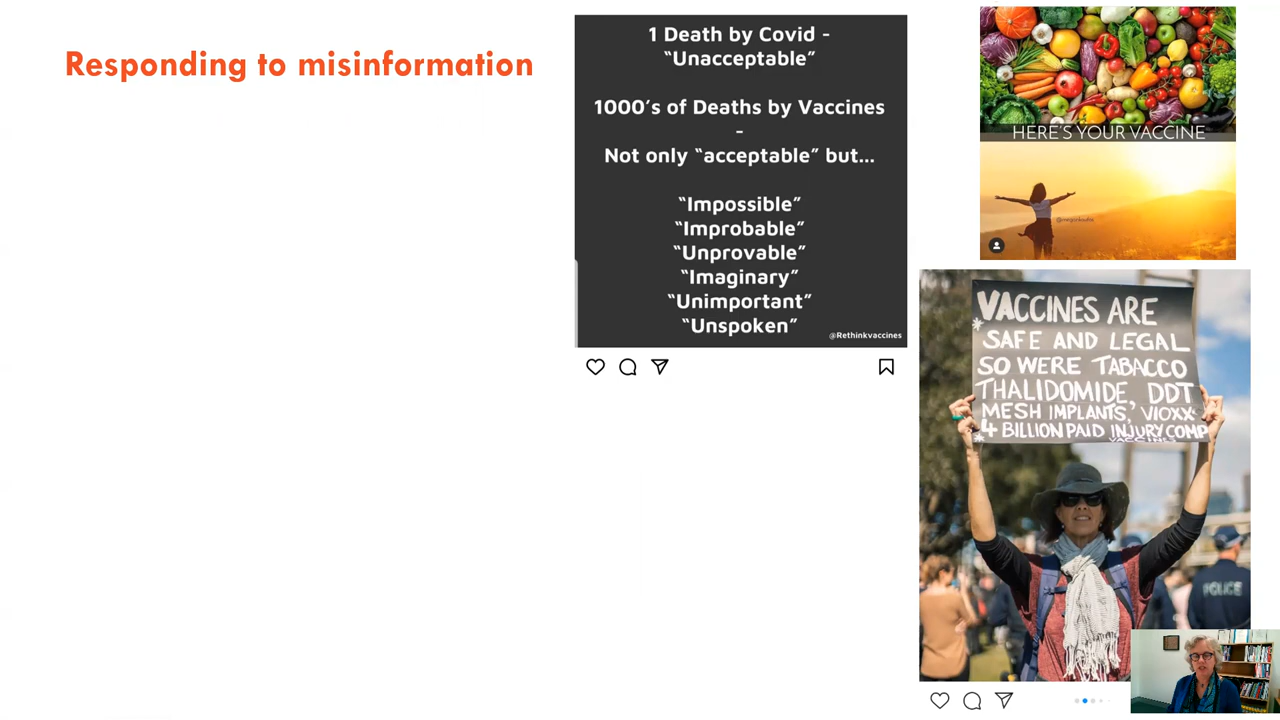 Responding to misinformation
1 Death by Covid -
“Unacceptable”
1000’s of Deaths by Vaccines
-
Not only “acceptable” but...
“Impossible”
“Improbable”
“Unprovable”
“Imaginary”
“Unimportant”
“Unspoken”
@Rethinkvaccines
HERE'S YOUR VACCINE
VACCINES ARE
* SAFE AND LEGAL
SO WERE TABACCO
THALIDOMIDE, DDT
MESH IMPLANTS, VIOXX
* 4 BILLION PAID INJURY COMP
VACCINES
POLICE